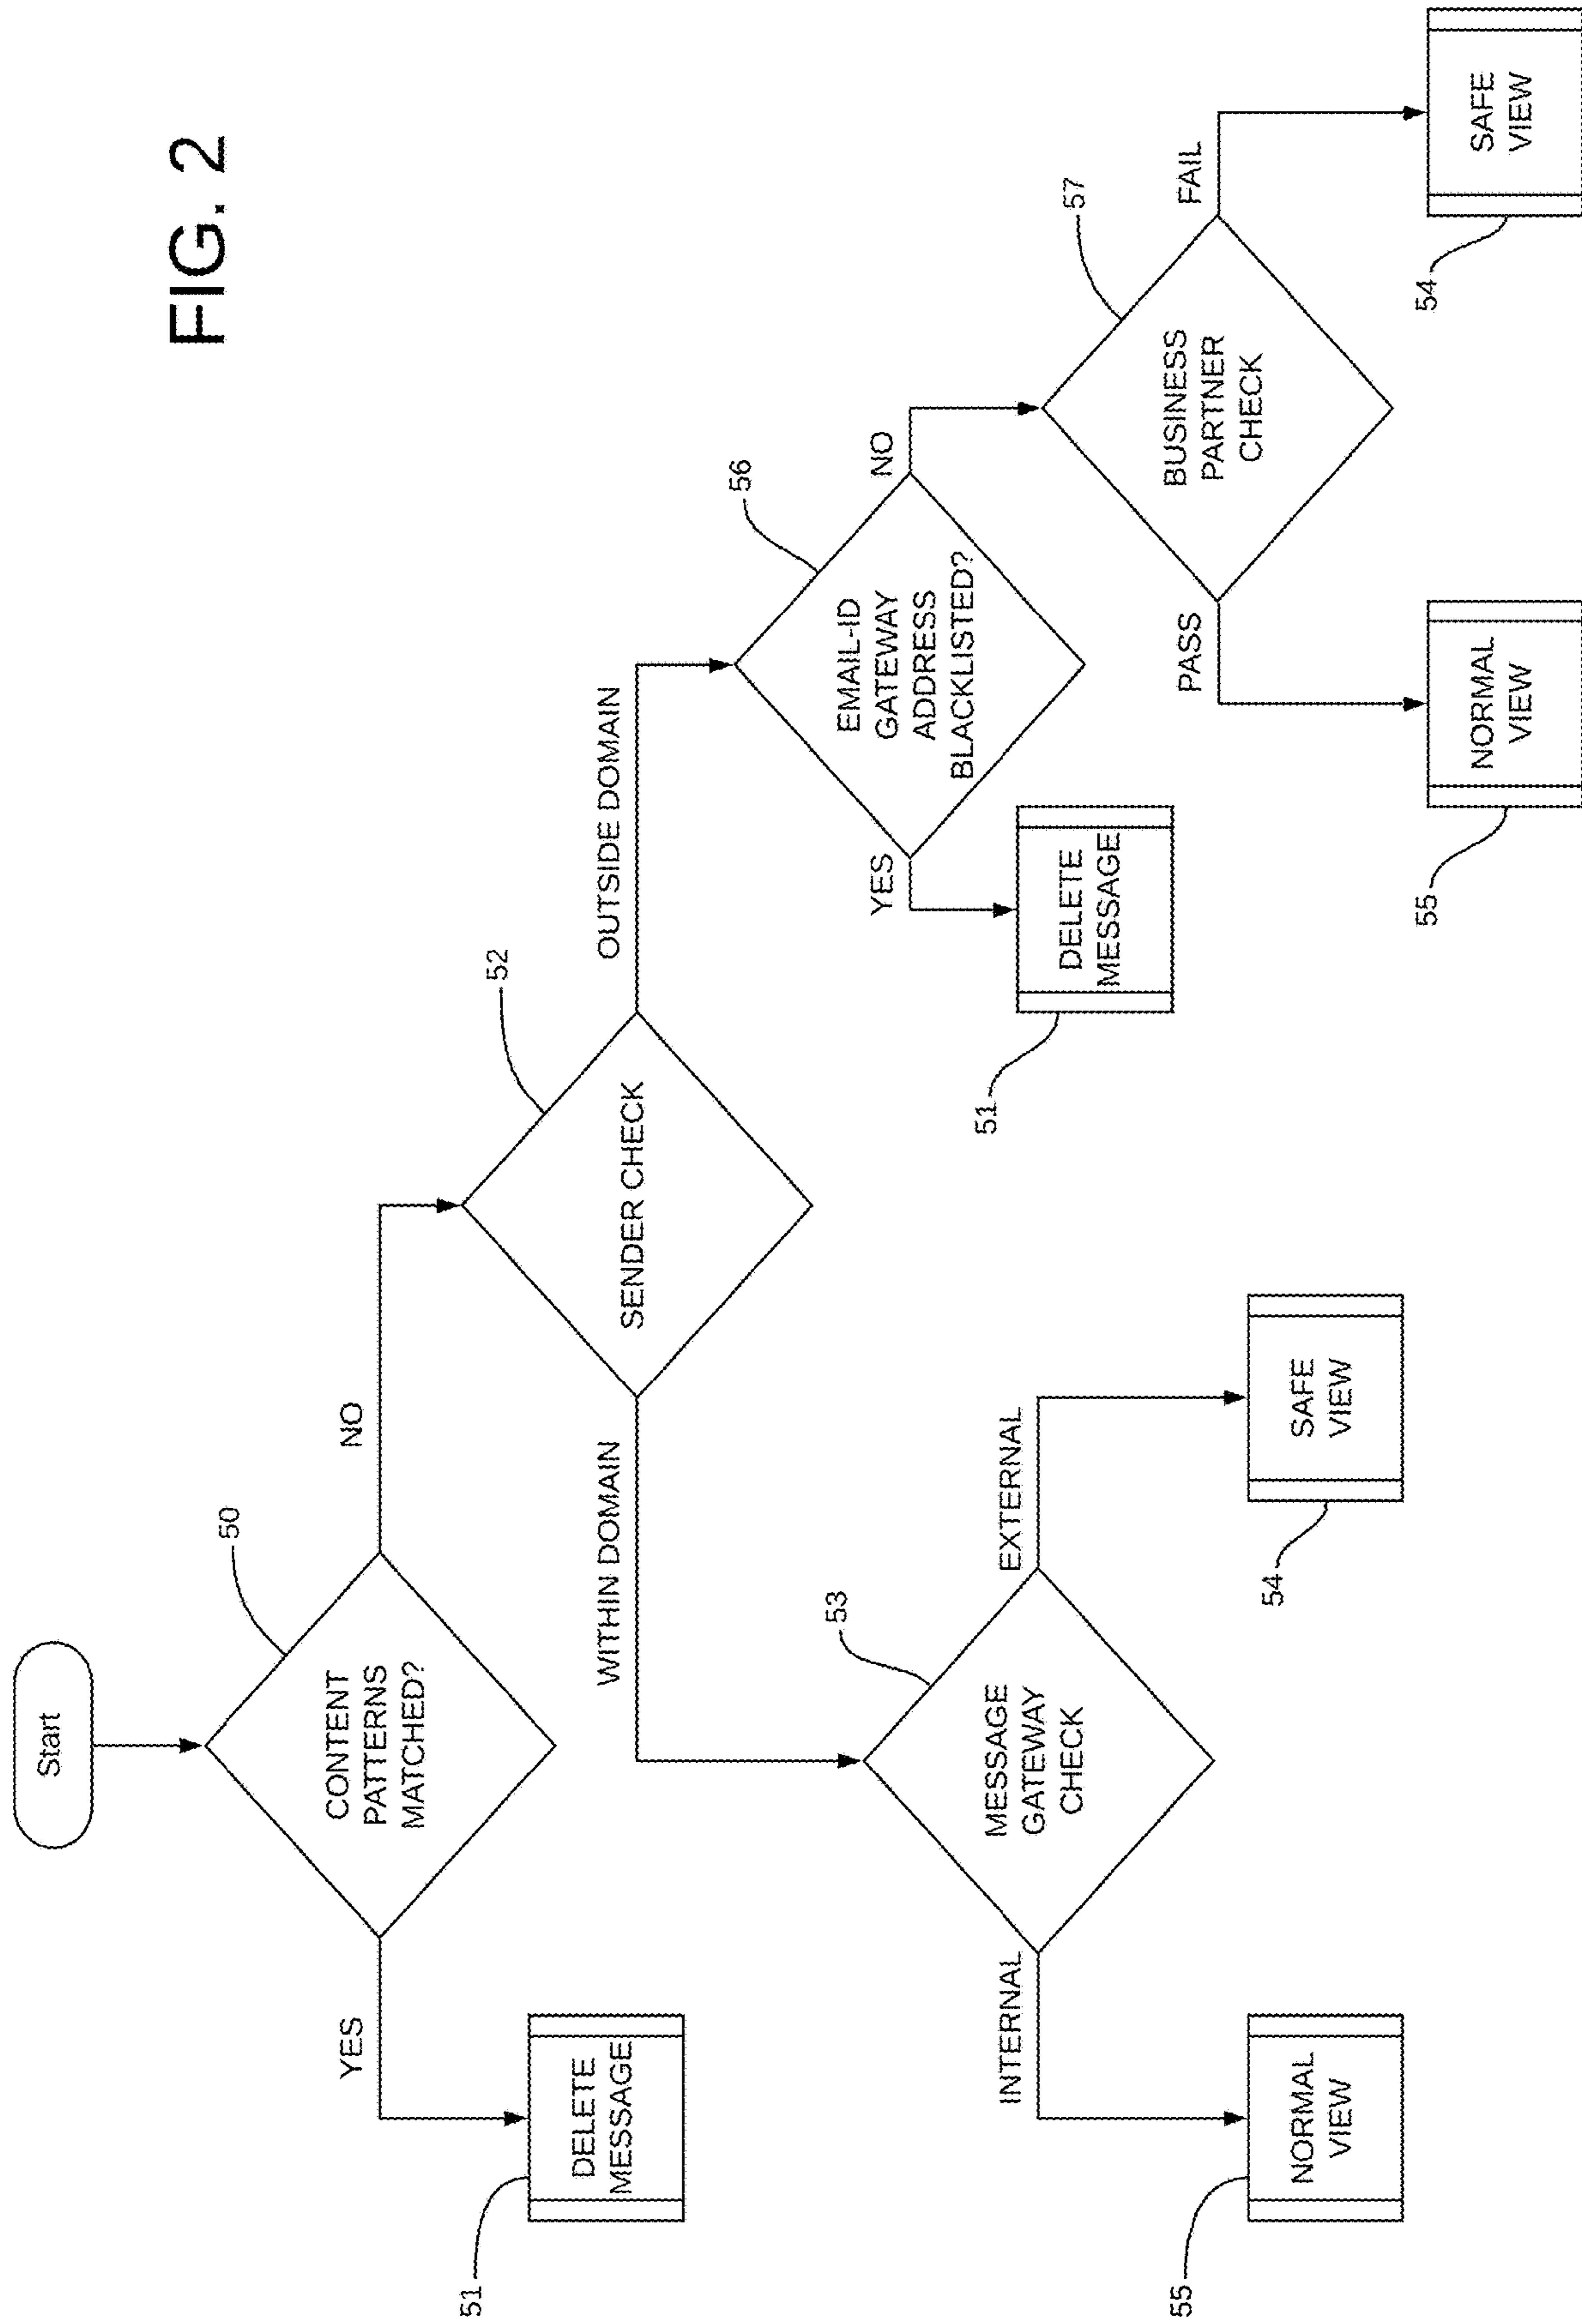 FIG. 2
Start
50
CONTENT
PATTERNS
MATCHED?
YES
NO
51
DELETE
MESSAGE
52
SENDER CHECK
WITHIN DOMAIN
OUTSIDE DOMAIN
53
MESSAGE
GATEWAY
CHECK
INTERNAL
EXTERNAL
55
NORMAL
VIEW
54
SAFE
VIEW
56
EMAIL-ID
GATEWAY
ADDRESS
BLACKLISTED?
YES
NO
51
DELETE
MESSAGE
57
BUSINESS
PARTNER
CHECK
PASS
FAIL
55
NORMAL
VIEW
54
SAFE
VIEW